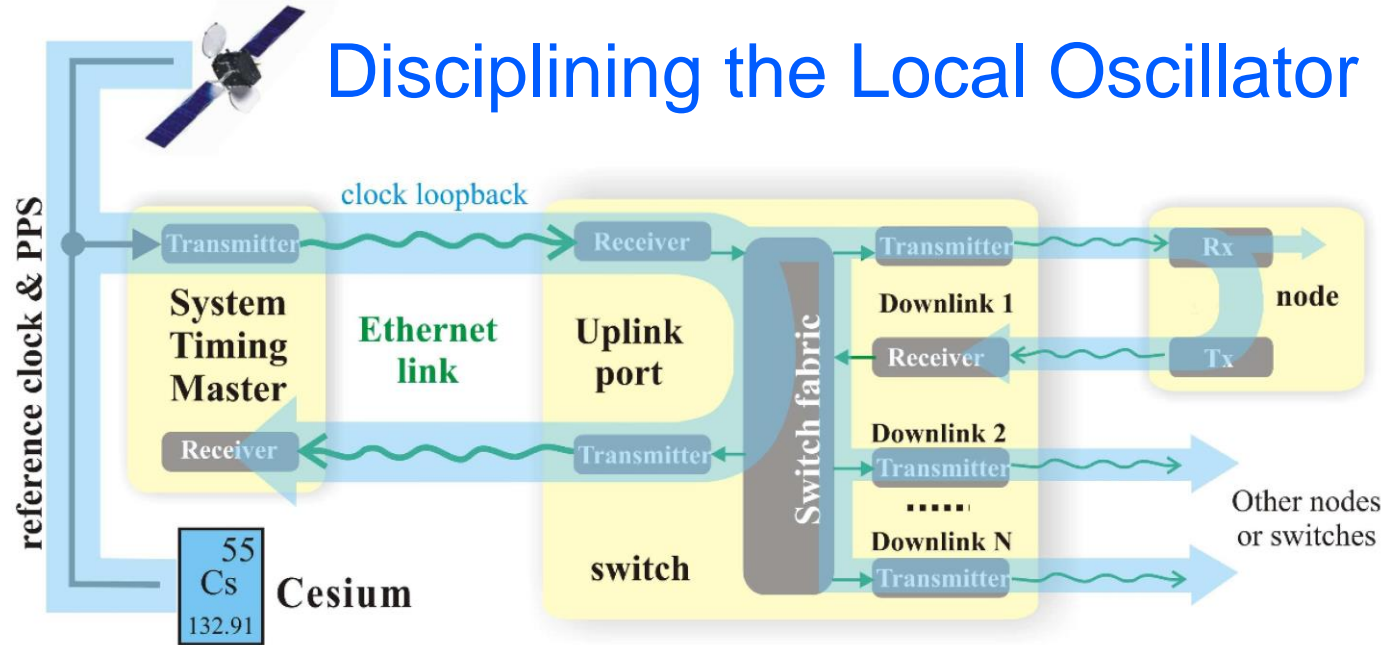 Disciplining the Local Oscillator
reference clock & PPS
clock loopback
Transmitter
System
Timing
Master
Receiver
Ethernet
link
Receiver
Uplink
port
Transmitter
switch
Switch fabric
Transmitter
Downlink 1
Receiver
Downlink 2
Transmitter
......
Downlink N
Transmitter
Rx
node
Tx
Other nodes
or switches
55
Cs
132.91
Cesium